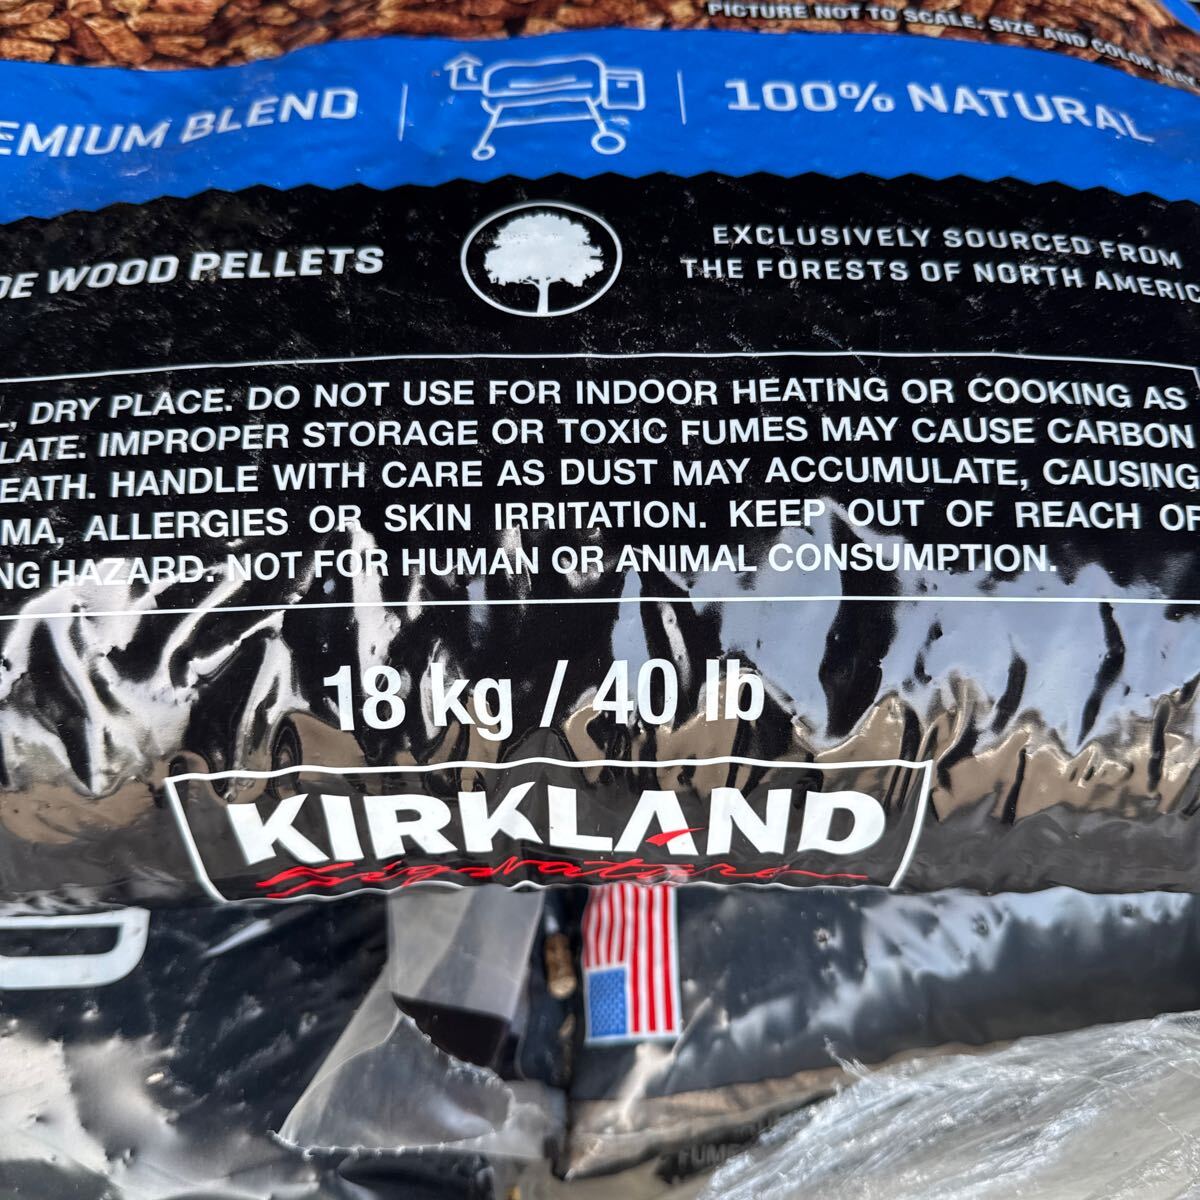 PICTURE NOT TO SCALE. SIZE AND COLOR MAY
EMIUM BLEND
100% NATURAL
DE WOOD PELLETS
EXCLUSIVELY SOURCED FROM
THE FORESTS OF NORTH AMERIC
L, DRY PLACE. DO NOT USE FOR INDOOR HEATING OR COOKING AS
LATE. IMPROPER STORAGE OR TOXIC FUMES MAY CAUSE CARBON
EATH. HANDLE WITH CARE AS DUST MAY ACCUMULATE, CAUSING
MA, ALLERGIES OR SKIN IRRITATION. KEEP OUT OF REACH OF
NG HAZARD. NOT FOR HUMAN OR ANIMAL CONSUMPTION.
18 kg / 40 lb
KIRKLAND
Signature